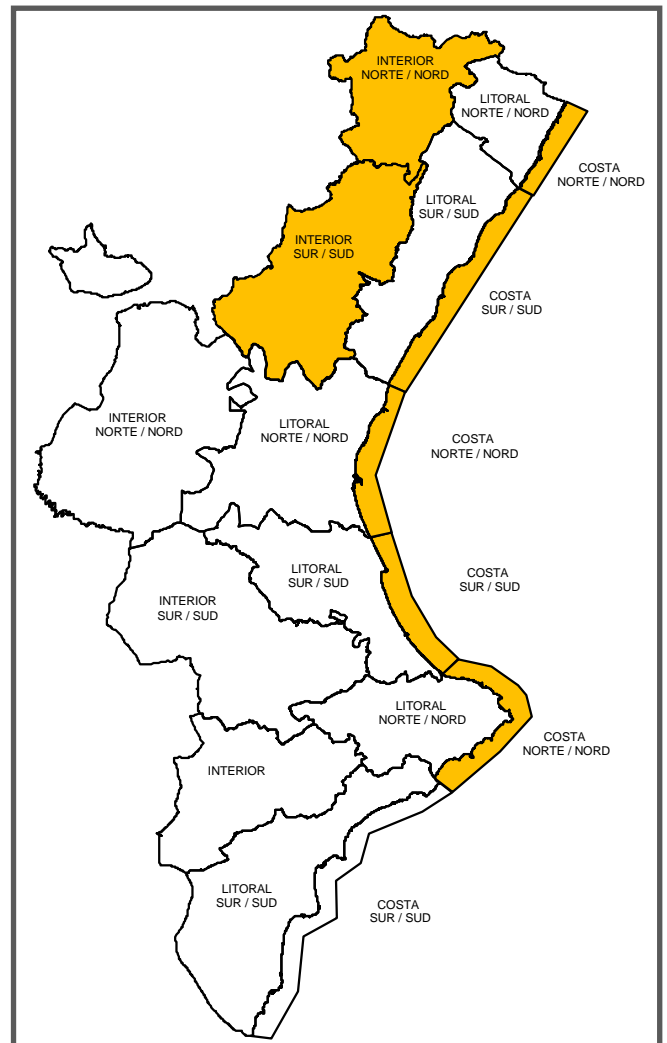 INTERIOR
NORTE / NORD
LITORAL
NORTE / NORD
COSTA
NORTE / NORD
LITORAL
SUR / SUD
INTERIOR
SUR / SUD
COSTA
SUR / SUD
INTERIOR
NORTE / NORD
LITORAL
NORTE / NORD
COSTA
NORTE / NORD
LITORAL
SUR / SUD
COSTA
SUR / SUD
INTERIOR
SUR / SUD
LITORAL
NORTE / NORD
COSTA
NORTE / NORD
INTERIOR
LITORAL
SUR / SUD
COSTA
SUR / SUD